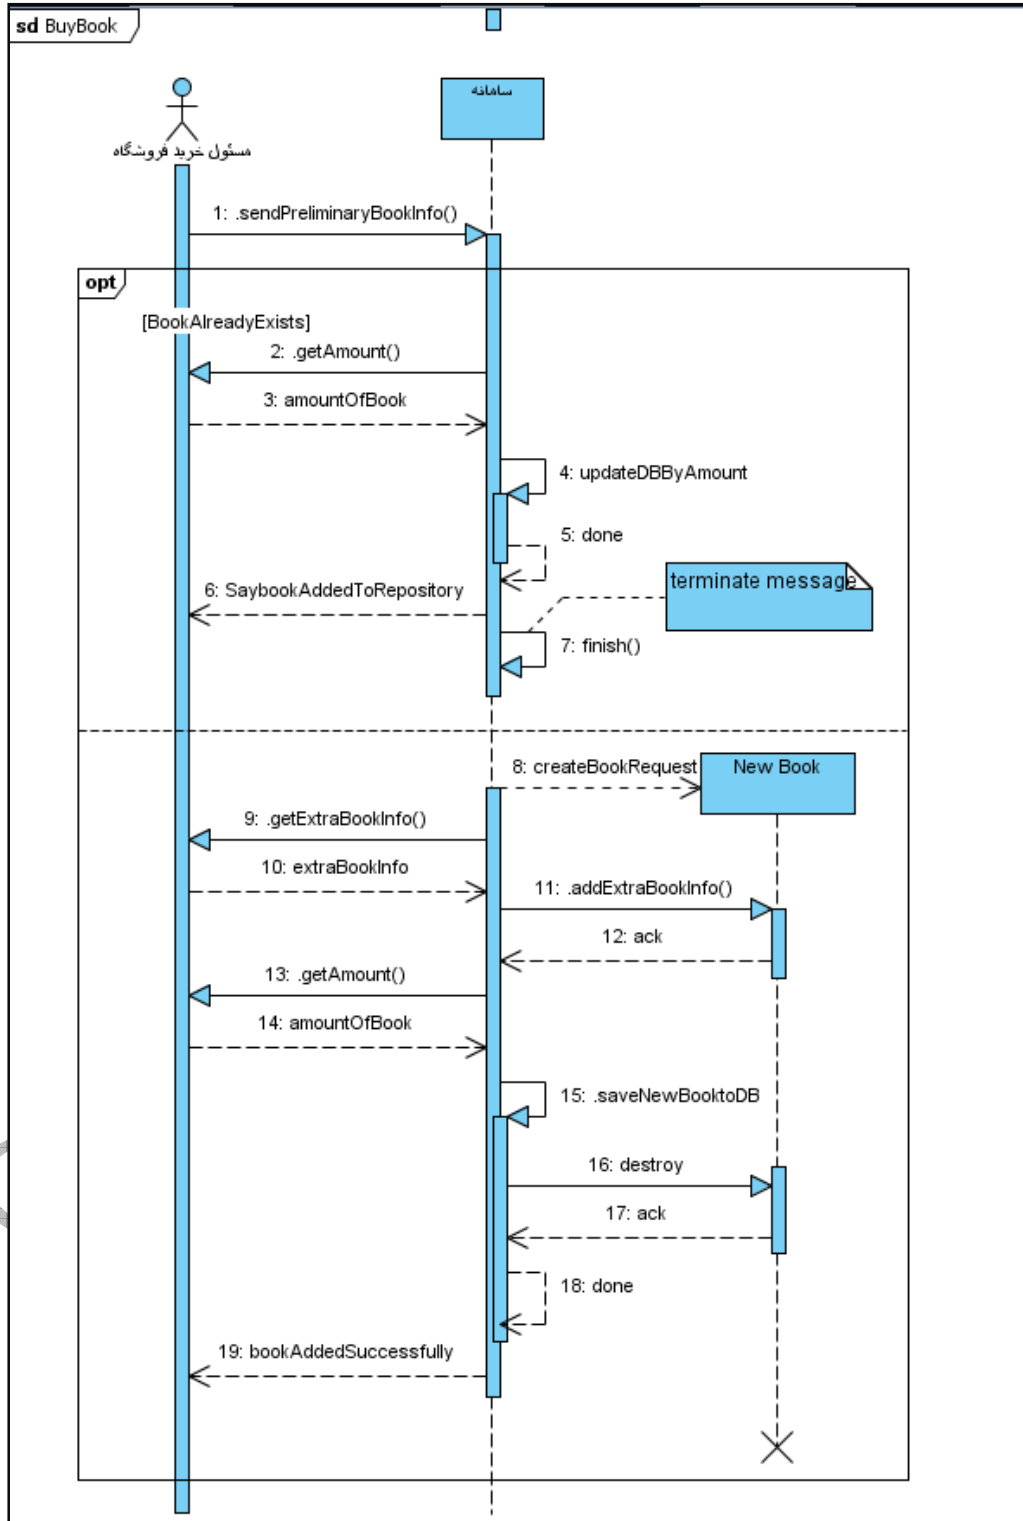 sd BuyBook
سامانه
مسئول خرید فروشگاه
1: .sendPreliminaryBookInfo()
opt
[BookAlreadyExists]
2: .getAmount()
3: amountOfBook
4: updateDBByAmount
5: done
terminate message
6: SaybookAddedToRepository
7: finish()
8: createBookRequest
New Book
9: .getExtraBookInfo()
10: extraBookInfo
11: .addExtraBookInfo()
12: ack
13: .getAmount()
14: amountOfBook
15: .saveNewBooktoDB
16: destroy
17: ack
18: done
19: bookAddedSuccessfully